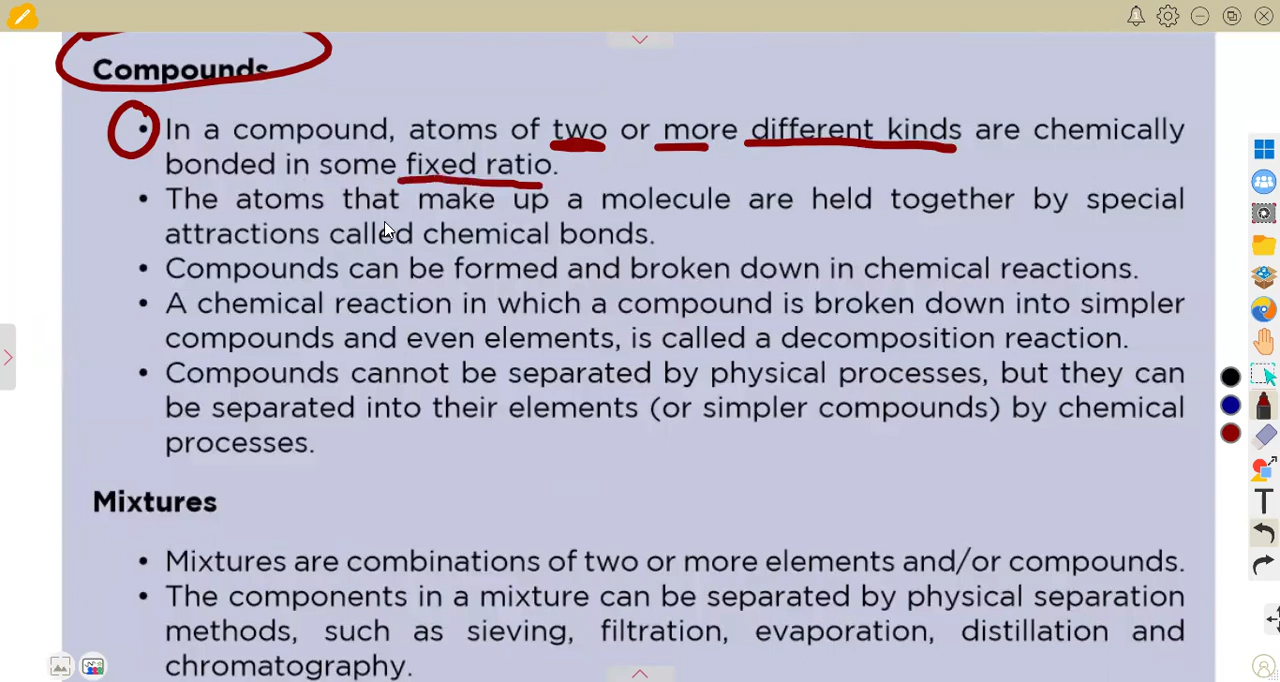 Compounds
• In a compound, atoms of two or more different kinds are chemically
bonded in some fixed ratio.
• The atoms that make up a molecule are held together by special
attractions called chemical bonds.
• Compounds can be formed and broken down in chemical reactions.
• A chemical reaction in which a compound is broken down into simpler
compounds and even elements, is called a decomposition reaction.
• Compounds cannot be separated by physical processes, but they can
be separated into their elements (or simpler compounds) by chemical
processes.
Mixtures
• Mixtures are combinations of two or more elements and/or compounds.
• The components in a mixture can be separated by physical separation
methods, such as sieving, filtration, evaporation, distillation and
chromatography.